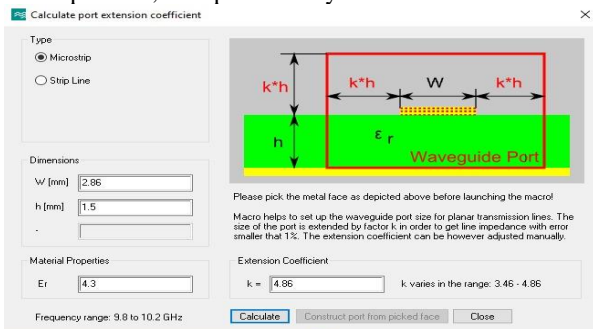 Calculate port extension coefficient
Type
Microstrip
Strip Line
k*h
k*h
W
k*h
h
ε r
Waveguide Port
Dimensions
W [mm] 2.86
h [mm] 1.5
-
Please pick the metal face as depicted above before launching the macro!
Macro helps to set up the waveguide port size for planar transmission lines. The
size of the port is extended by factor k in order to get line impedance with error
smaller that 1%. The extension coefficient can be however adjusted manually.
Material Properties
Er 4.3
Extension Coefficient
k = 4.86 k varies in the range: 3.46 - 4.86
Frequency range: 9.8 to 10.2 GHz
Calculate Construct port from picked face Close